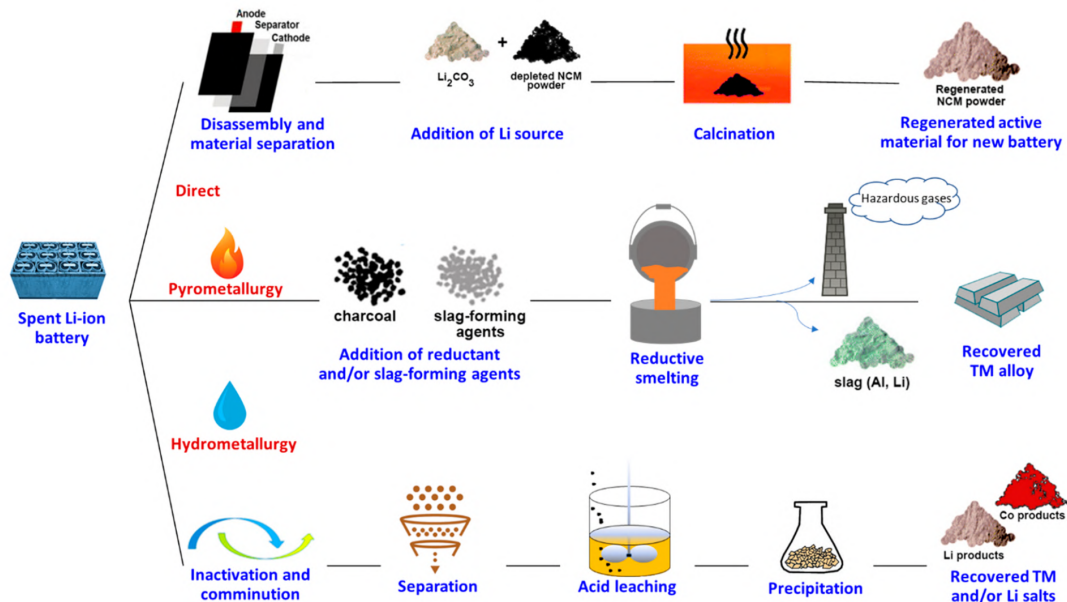 Anode
Separator
Cathode
Disassembly and
material separation
Li₂CO₃
+
depleted NCM
powder
Addition of Li source
Calcination
Regenerated
NCM powder
Regenerated active
material for new battery
Direct
Spent Li-ion
battery
Pyrometallurgy
charcoal
slag-forming
agents
Addition of reductant
and/or slag-forming agents
Reductive
smelting
Hazardous gases
slag (Al, Li)
Recovered
TM alloy
Hydrometallurgy
Inactivation and
comminution
Separation
Acid leaching
Precipitation
Co products
Li products
Recovered TM
and/or Li salts